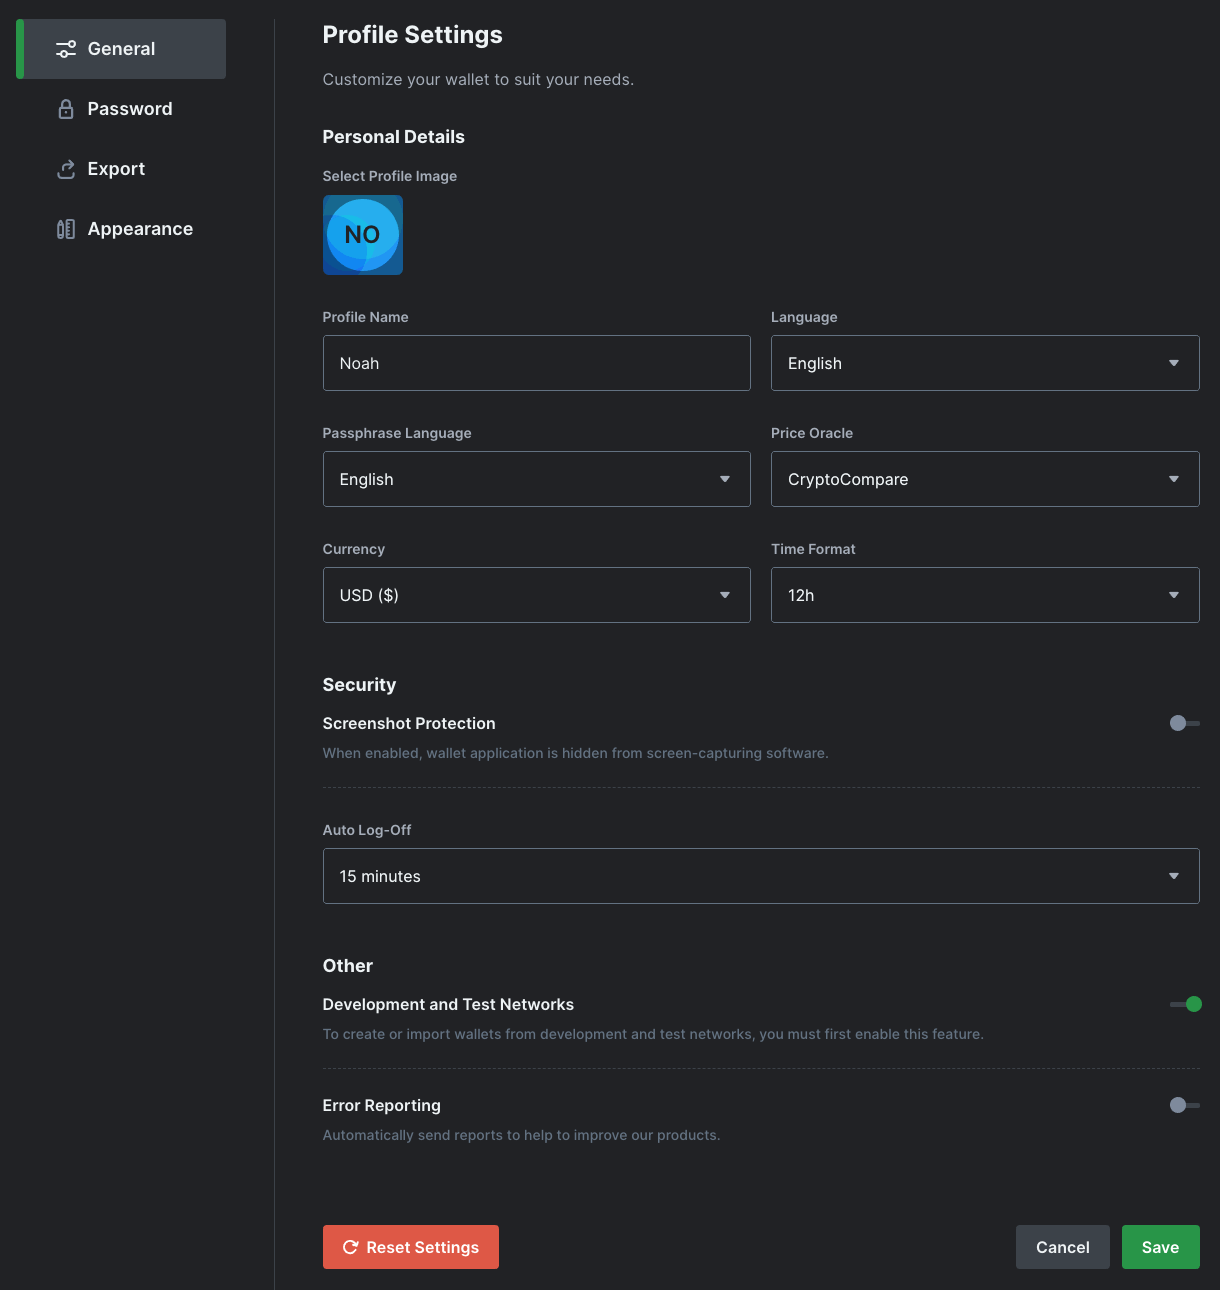 General
Password
Export
Appearance
Profile Settings
Customize your wallet to suit your needs.
Personal Details
Select Profile Image
NO
Profile Name
Language
Noah
English
Passphrase Language
Price Oracle
English
CryptoCompare
Currency
Time Format
USD ($)
12h
Security
Screenshot Protection
When enabled, wallet application is hidden from screen-capturing software.
Auto Log-Off
15 minutes
Other
Development and Test Networks
To create or import wallets from development and test networks, you must first enable this feature.
Error Reporting
Automatically send reports to help to improve our products.
Reset Settings
Cancel
Save